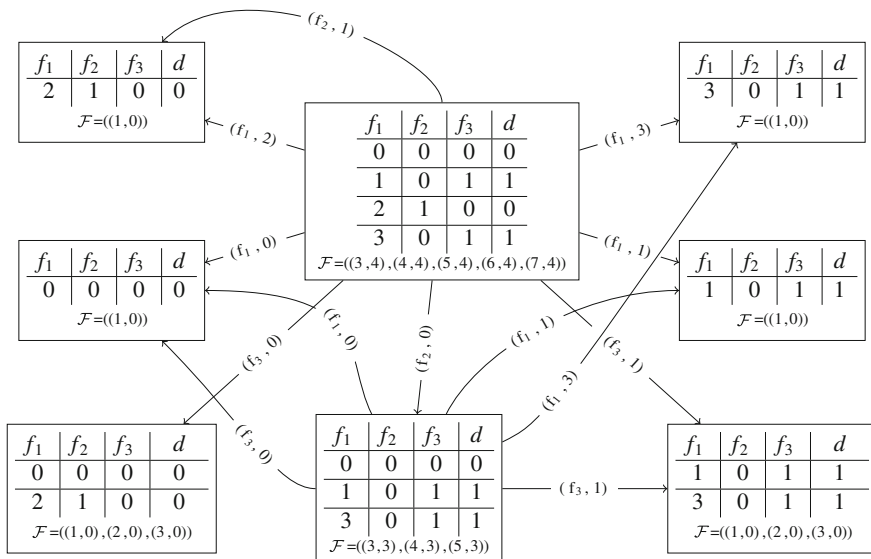 (f₂, 1)
f₁ f₂ f₃ d
2 1 0 0
ℱ=((1,0))
(f₁, 2)
f₁ f₂ f₃ d
0 0 0 0
1 0 1 1
2 1 0 0
3 0 1 1
ℱ=((3,4),(4,4),(5,4),(6,4),(7,4))
(f₁, 3)
f₁ f₂ f₃ d
3 0 1 1
ℱ=((1,0))
(f₁, 0)
f₁ f₂ f₃ d
0 0 0 0
ℱ=((1,0))
(f₁, 1)
f₁ f₂ f₃ d
1 0 1 1
ℱ=((1,0))
(f₃, 0)
(f₁, 0)
(f₂, 0)
(f₁, 1)
(f₁, 3)
(f₃, 1)
(f₃, 0)
f₁ f₂ f₃ d
0 0 0 0
2 1 0 0
ℱ=((1,0),(2,0),(3,0))
f₁ f₂ f₃ d
0 0 0 0
1 0 1 1
3 0 1 1
ℱ=((3,3),(4,3),(5,3))
(f₃, 1)
f₁ f₂ f₃ d
1 0 1 1
3 0 1 1
ℱ=((1,0),(2,0),(3,0))